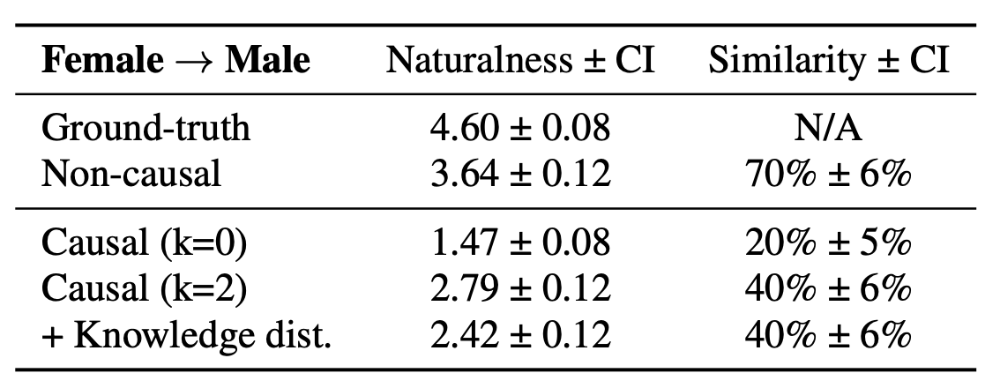 Female → Male Naturalness ± CI Similarity ± CI
Ground-truth 4.60 ± 0.08 N/A
Non-causal 3.64 ± 0.12 70% ± 6%
Causal (k=0) 1.47 ± 0.08 20% ± 5%
Causal (k=2) 2.79 ± 0.12 40% ± 6%
+ Knowledge dist. 2.42 ± 0.12 40% ± 6%